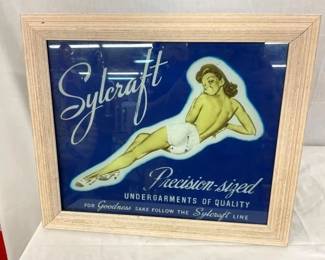 Sylcraft
Precision-sized
UNDERGARMENTS OF QUALITY
FOR Goodness SAKE FOLLOW THE Sylcraft LINE